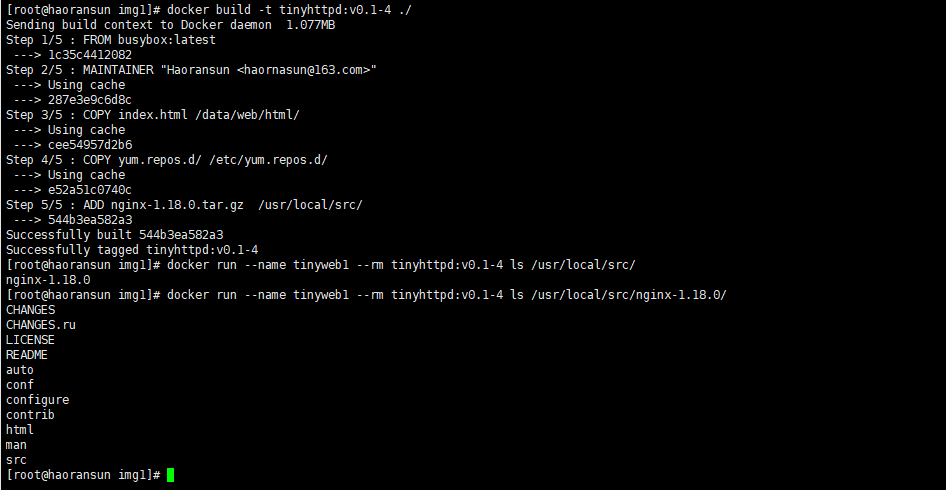 [root@haoransun img1]# docker build -t tinyhttpd:v0.1-4 ./
Sending build context to Docker daemon  1.077MB
Step 1/5 : FROM busybox:latest
 ---> 1c35c4412082
Step 2/5 : MAINTAINER "Haoransun <haornasun@163.com>"
 ---> Using cache
 ---> 287e3e9c6d8c
Step 3/5 : COPY index.html /data/web/html/
 ---> Using cache
 ---> cee54957d2b6
Step 4/5 : COPY yum.repos.d/ /etc/yum.repos.d/
 ---> Using cache
 ---> e52a51c0740c
Step 5/5 : ADD nginx-1.18.0.tar.gz  /usr/local/src/
 ---> 544b3ea582a3
Successfully built 544b3ea582a3
Successfully tagged tinyhttpd:v0.1-4
[root@haoransun img1]# docker run --name tinyweb1 --rm tinyhttpd:v0.1-4 ls /usr/local/src/
nginx-1.18.0
[root@haoransun img1]# docker run --name tinyweb1 --rm tinyhttpd:v0.1-4 ls /usr/local/src/nginx-1.18.0/
CHANGES
CHANGES.ru
LICENSE
README
auto
conf
configure
contrib
html
man
src
[root@haoransun img1]#